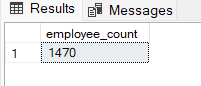 Results Messages
employee_count
1 1470